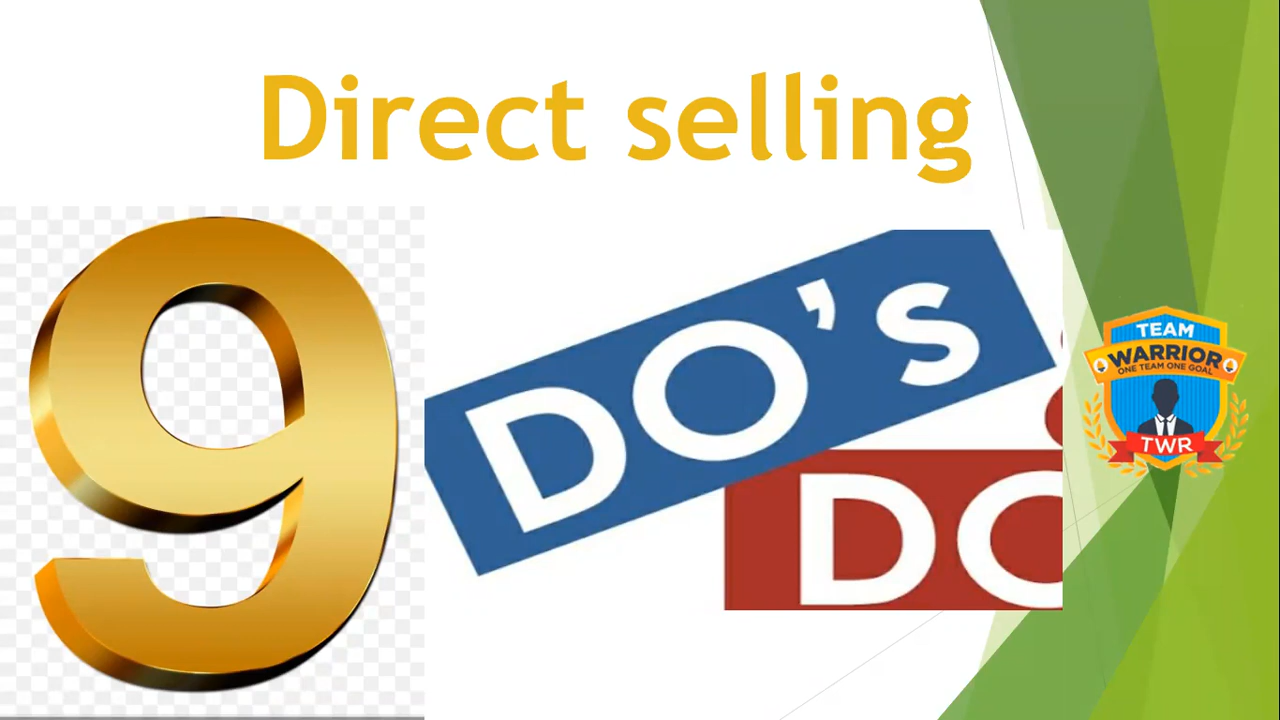 Direct selling
9
DO's
DO
TEAM
WARRIOR
ONE TEAM ONE GOAL
TWR